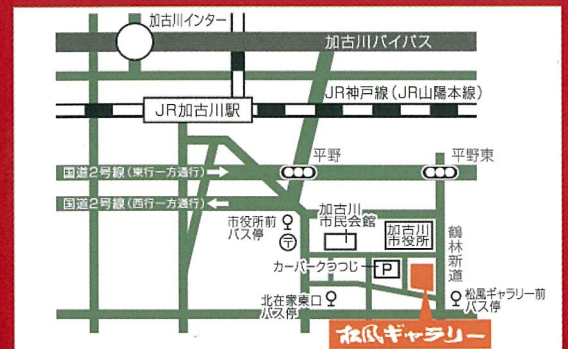 加古川インター
加古川バイパス
JR神戸線(JR山陽本線)
JR加古川駅
平野
平野東
国道2号線(東行一方通行)
国道2号線(西行一方通行)
市役所前
バス停
加古川
市民会館
加古川
市役所
鶴林新道
カーパークつつじ
P
北在家東口
バス停
松風ギャラリー前
バス停
松風ギャラリー